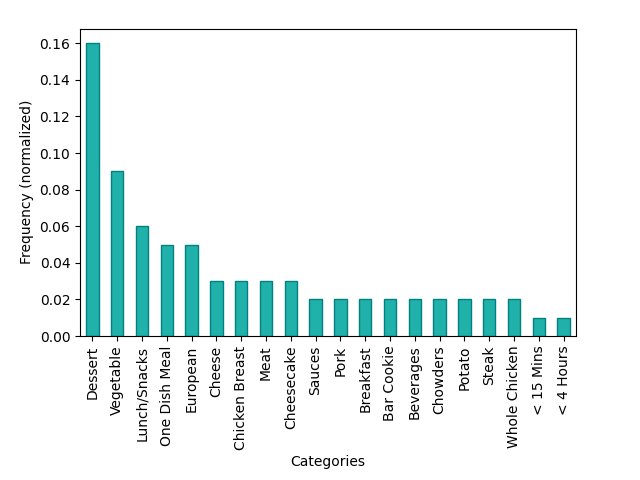 0.16
0.14
0.12
0.10
0.08
0.06
0.04
0.02
0.00
Frequency (normalized)
Dessert
Vegetable
Lunch/Snacks
One Dish Meal
European
Cheese
Chicken Breast
Meat
Cheesecake
Sauces
Pork
Breakfast
Bar Cookie
Beverages
Chowders
Potato
Steak
Whole Chicken
< 15 Mins
< 4 Hours
Categories